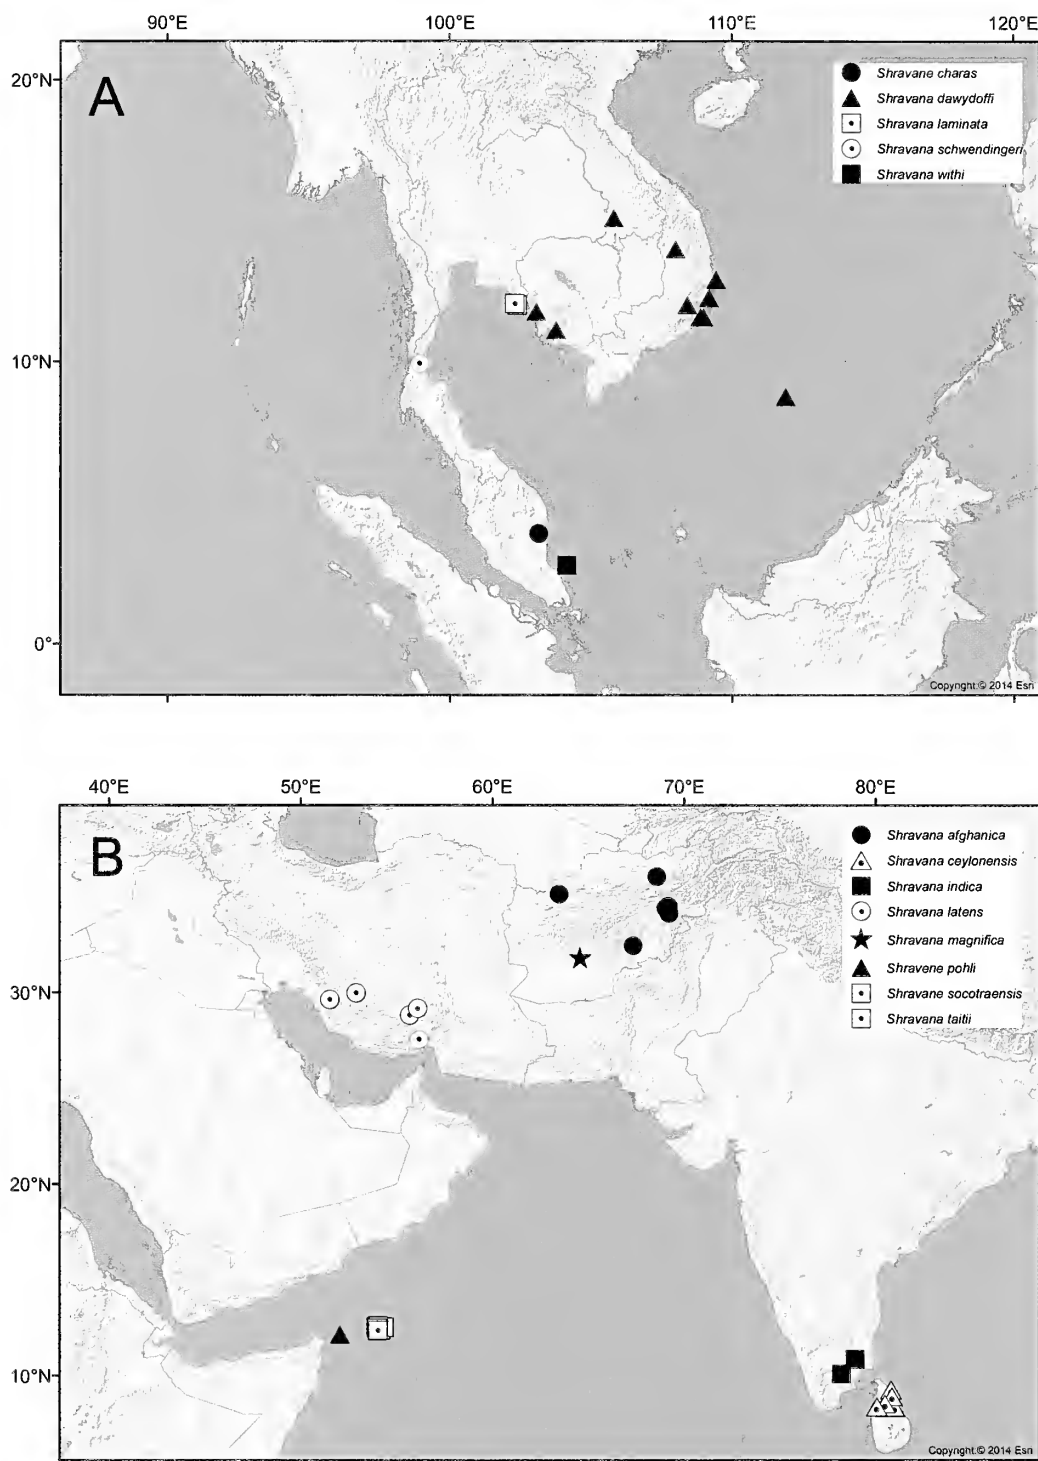 90°E 100°E 110°E 120°E
20°N
A
Shravane charas
Shravana dawydoffi
Shravana laminata
Shravana schwendingeri
Shravana withi
10°N
0°
Copyright:© 2014 Esri
40°E 50°E 60°E 70°E 80°E
B
Shravana afghanica
Shravana ceylonensis
Shravana indica
Shravana latens
Shravana magnifica
Shravene pohli
Shravane socotraensis
Shravana taitii
30°N
20°N
10°N
Copyright:© 2014 Esri